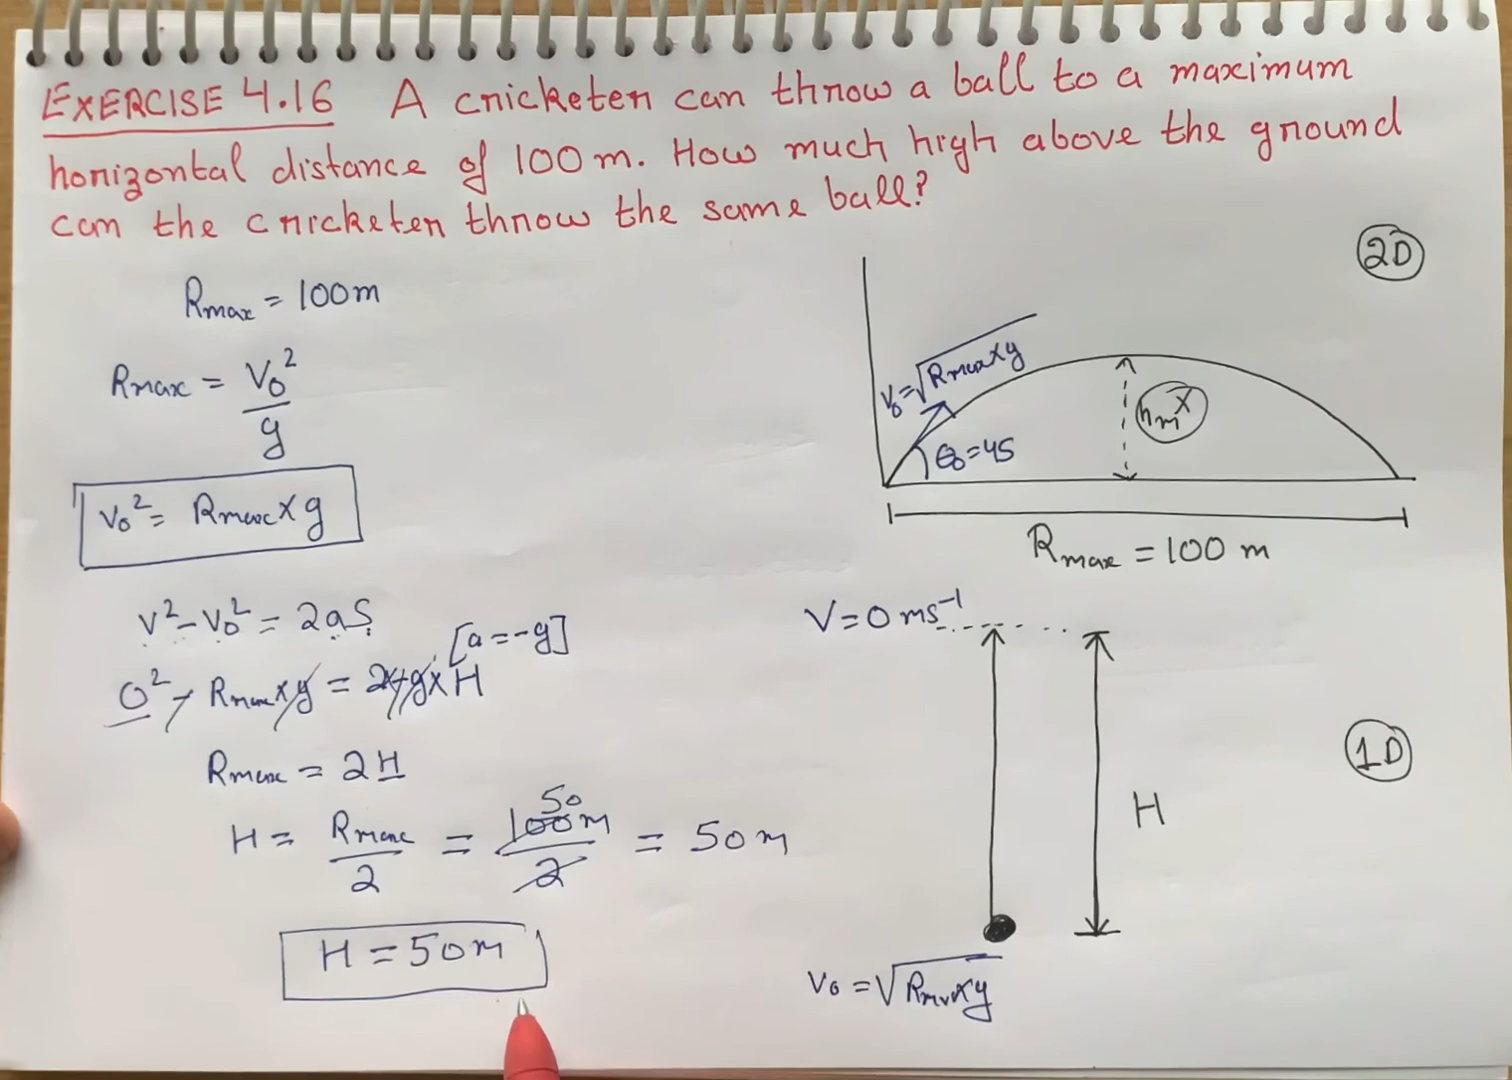 EXERCISE 4.16 A cricketer can throw a ball to a maximum
horizontal distance of 100 m. How much high above the ground
can the cricketer throw the same ball?
2D
Rmax = 100m
Rmax = V₀²/g
V₀² = Rmax × g
V₀ = √Rmax × g
θ₀ = 45
hm X
Rmax = 100 m
V² - V₀² = 2aS
[a = -g]
0² - Rmax × g = 2 × -g × H
Rmax = 2H
H = Rmax/2 = 100m/2 = 50m
50
H = 50m
V = 0 ms⁻¹
1D
H
V₀ = √Rmax × g